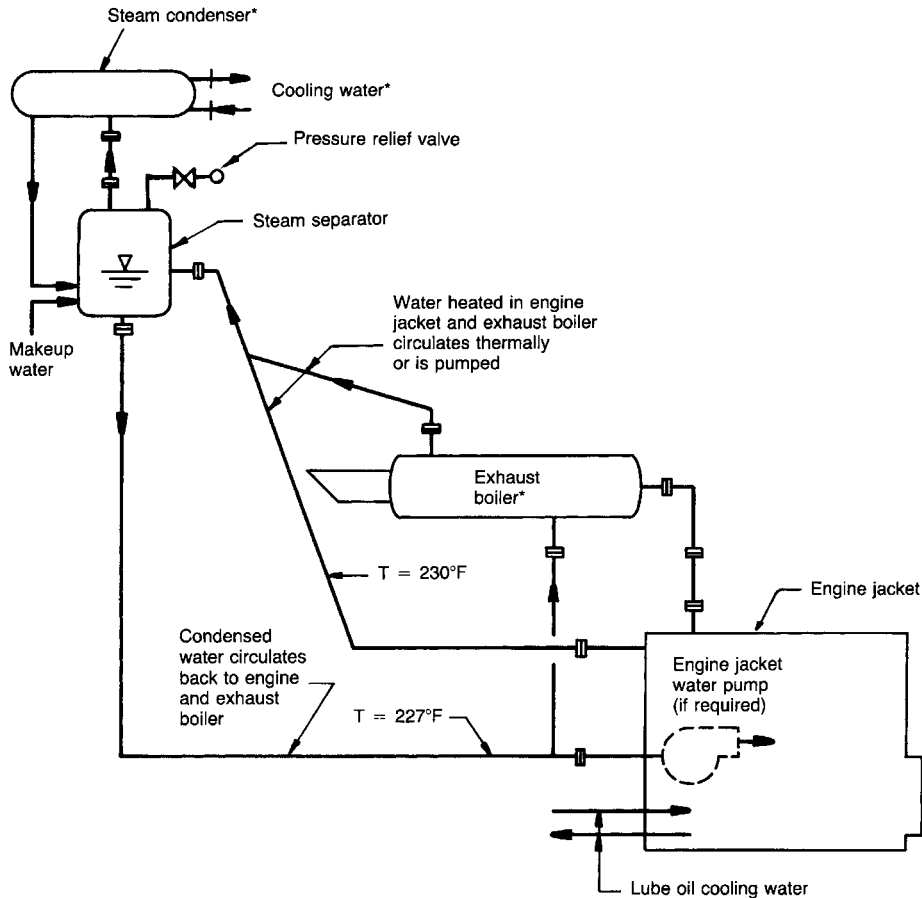 Steam condenser*
Cooling water*
Pressure relief valve
Steam separator
Water heated in engine
jacket and exhaust boiler
circulates thermally
or is pumped
Makeup
water
Exhaust
boiler*
T = 230°F
Engine jacket
Condensed
water circulates
back to engine
and exhaust
boiler
Engine jacket
water pump
(if required)
T = 227°F
Lube oil cooling water